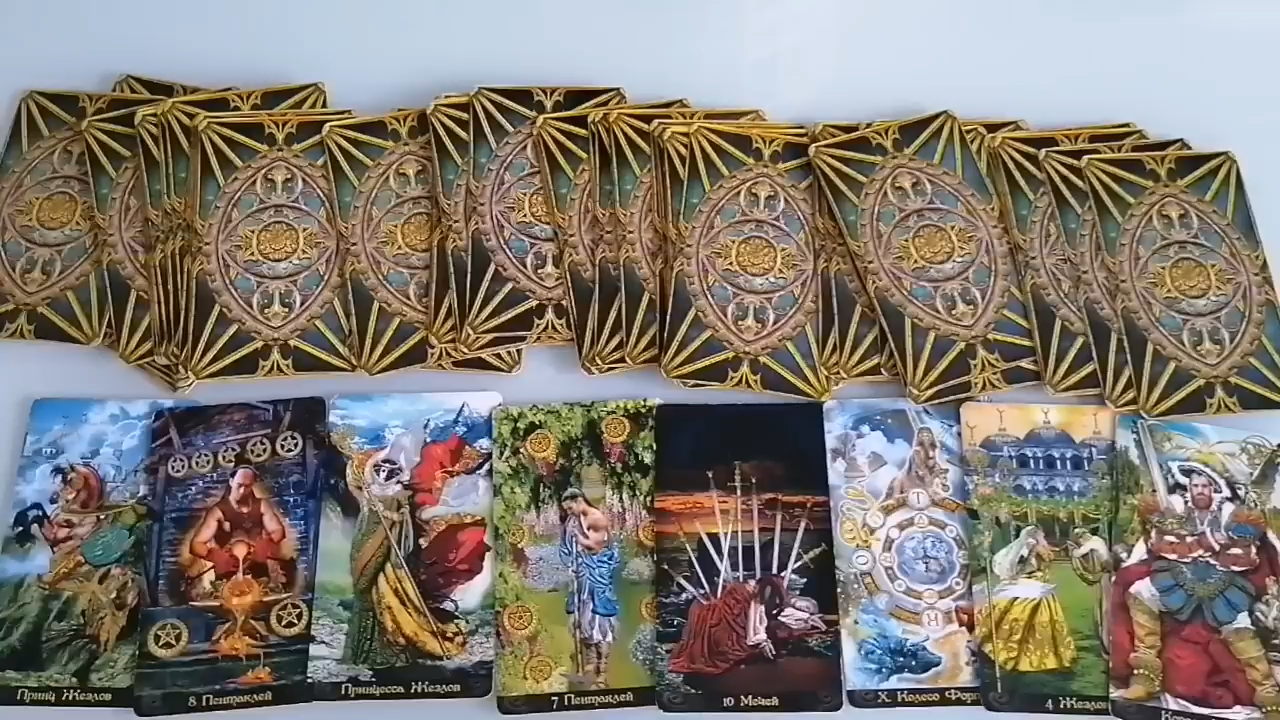 Принц Жезлов
8 Пентаклей
Принцесса Жезлов
7 Пентаклей
10 Мечей
X. Колесо Форт
4 Жезлов